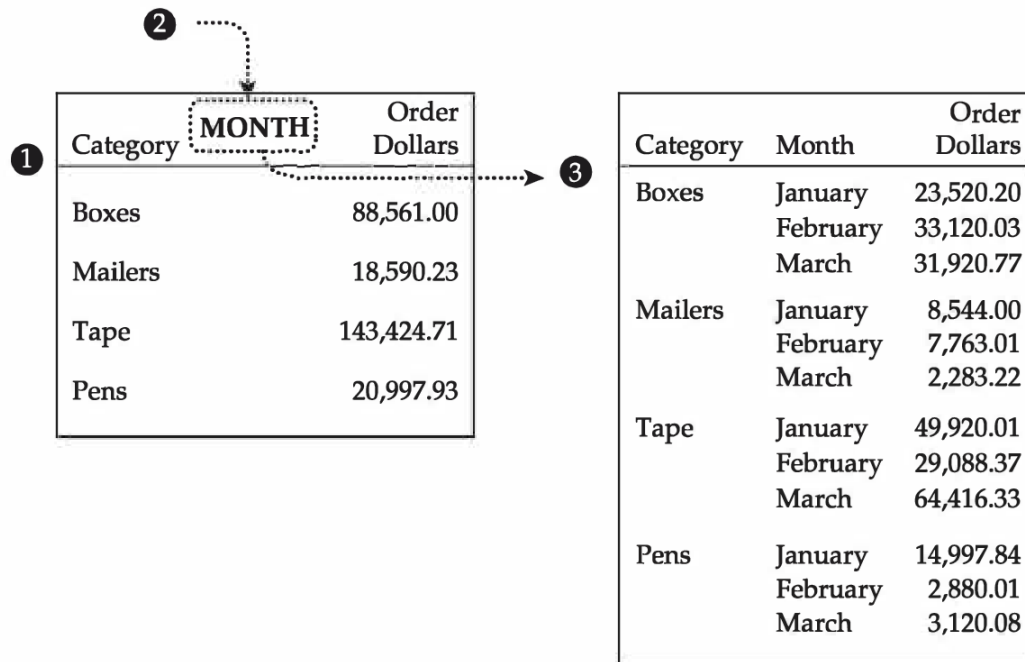 ❷
❶
Category MONTH Order Dollars
Boxes 88,561.00
Mailers 18,590.23
Tape 143,424.71
Pens 20,997.93
❸
Category Month Order Dollars
Boxes January 23,520.20
February 33,120.03
March 31,920.77
Mailers January 8,544.00
February 7,763.01
March 2,283.22
Tape January 49,920.01
February 29,088.37
March 64,416.33
Pens January 14,997.84
February 2,880.01
March 3,120.08